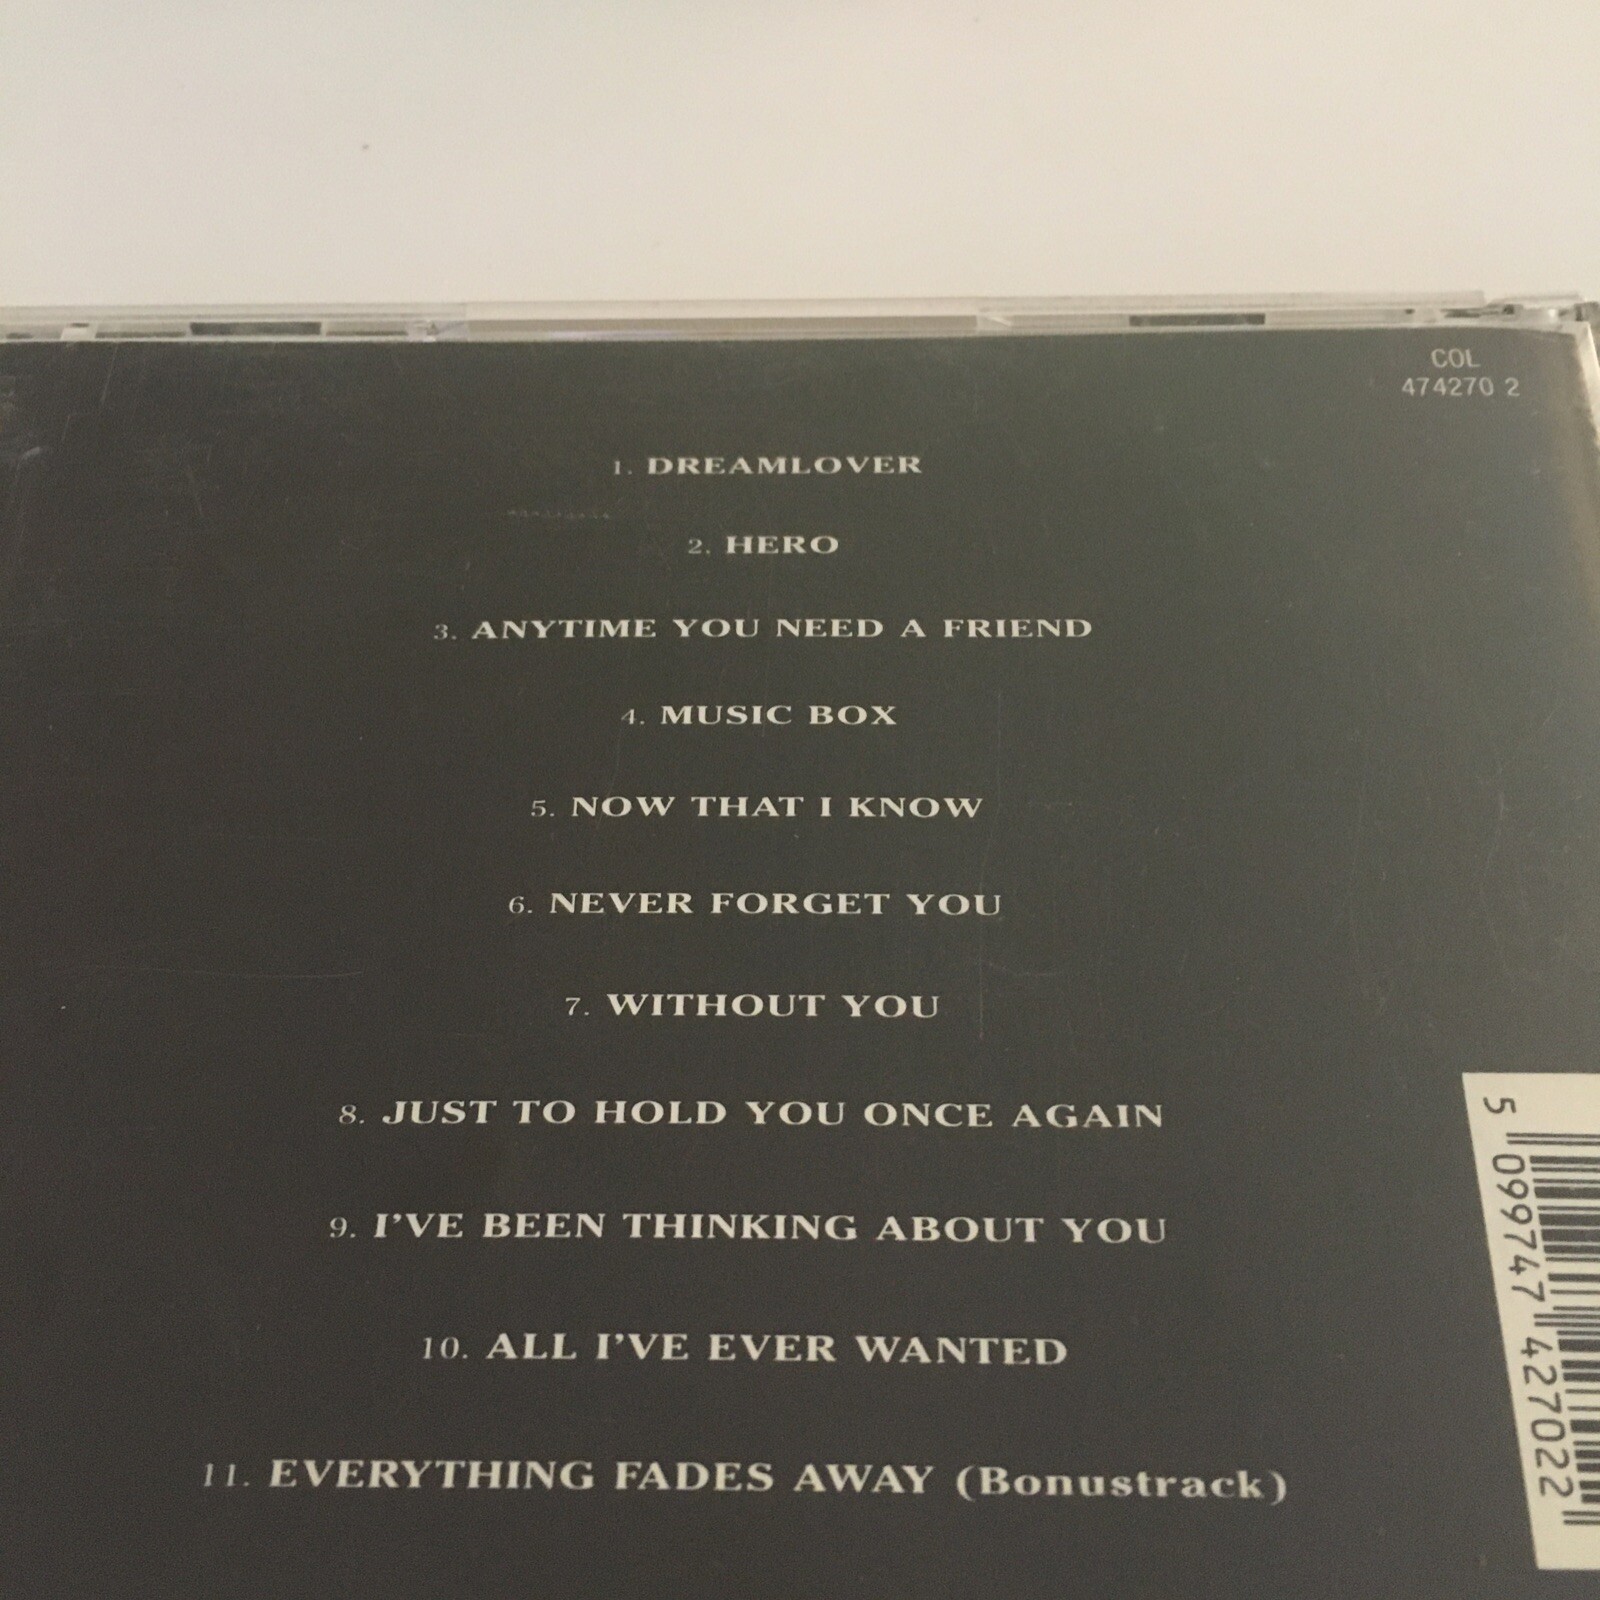 COL
474270 2
1. DREAMLOVER
2. HERO
3. ANYTIME YOU NEED A FRIEND
4. MUSIC BOX
5. NOW THAT I KNOW
6. NEVER FORGET YOU
7. WITHOUT YOU
8. JUST TO HOLD YOU ONCE AGAIN
9. I'VE BEEN THINKING ABOUT YOU
10. ALL I'VE EVER WANTED
11. EVERYTHING FADES AWAY (Bonustrack)
5 099747 427022